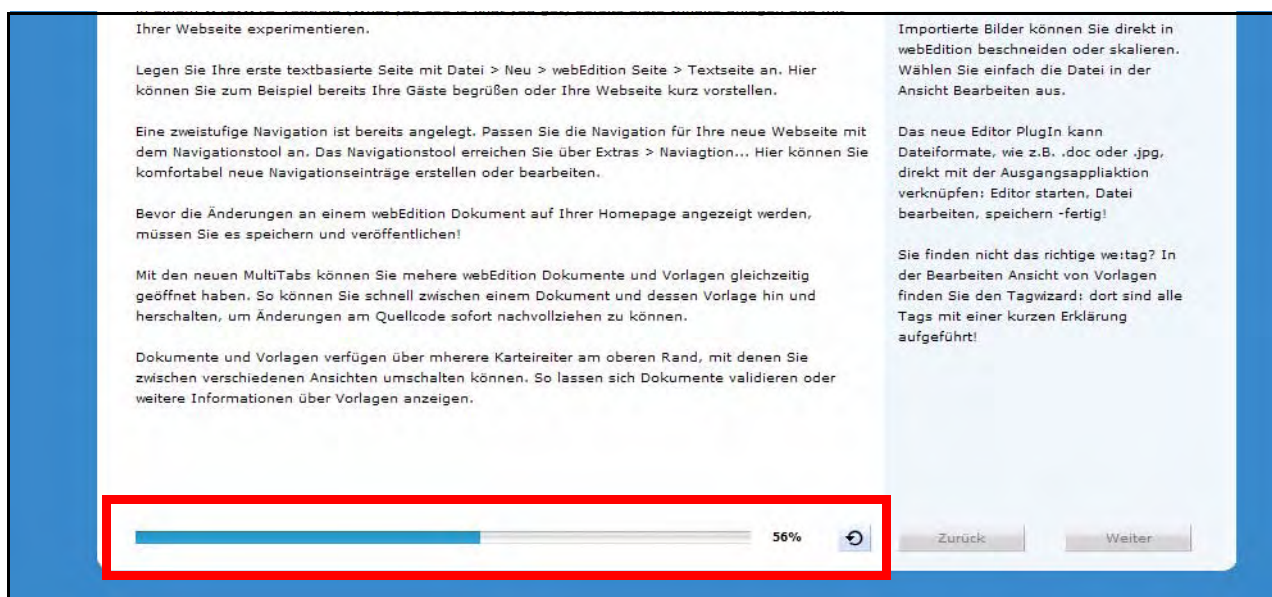 Ihrer Webseite experimentieren.
Legen Sie Ihre erste textbasierte Seite mit Datei > Neu > webEdition Seite > Textseite an. Hier
können Sie zum Beispiel bereits Ihre Gäste begrüßen oder Ihre Webseite kurz vorstellen.
Eine zweistufige Navigation ist bereits angelegt. Passen Sie die Navigation für Ihre neue Webseite mit
dem Navigationstool an. Das Navigationstool erreichen Sie über Extras > Naviagtion... Hier können Sie
komfortabel neue Navigationseinträge erstellen oder bearbeiten.
Bevor die Änderungen an einem webEdition Dokument auf Ihrer Homepage angezeigt werden,
müssen Sie es speichern und veröffentlichen!
Mit den neuen MultiTabs können Sie mehere webEdition Dokumente und Vorlagen gleichzeitig
geöffnet haben. So können Sie schnell zwischen einem Dokument und dessen Vorlage hin und
herschalten, um Änderungen am Quellcode sofort nachvollziehen zu können.
Dokumente und Vorlagen verfügen über mherere Karteireiter am oberen Rand, mit denen Sie
zwischen verschiedenen Ansichten umschalten können. So lassen sich Dokumente validieren oder
weitere Informationen über Vorlagen anzeigen.
Importierte Bilder können Sie direkt in
webEdition beschneiden oder skalieren.
Wählen Sie einfach die Datei in der
Ansicht Bearbeiten aus.
Das neue Editor PlugIn kann
Dateiformate, wie z.B. .doc oder .jpg,
direkt mit der Ausgangsappliaktion
verknüpfen: Editor starten, Datei
bearbeiten, speichern -fertig!
Sie finden nicht das richtige we:tag? In
der Bearbeiten Ansicht von Vorlagen
finden Sie den Tagwizard: dort sind alle
Tags mit einer kurzen Erklärung
aufgeführt!
56%
Zurück
Weiter